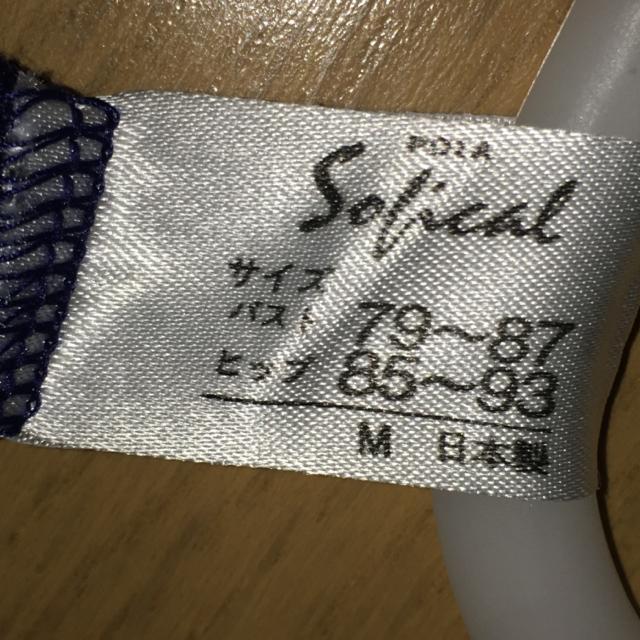 POLA
Sofical
サイズ
バスト 79～87
ヒップ 85～93
M 日本製